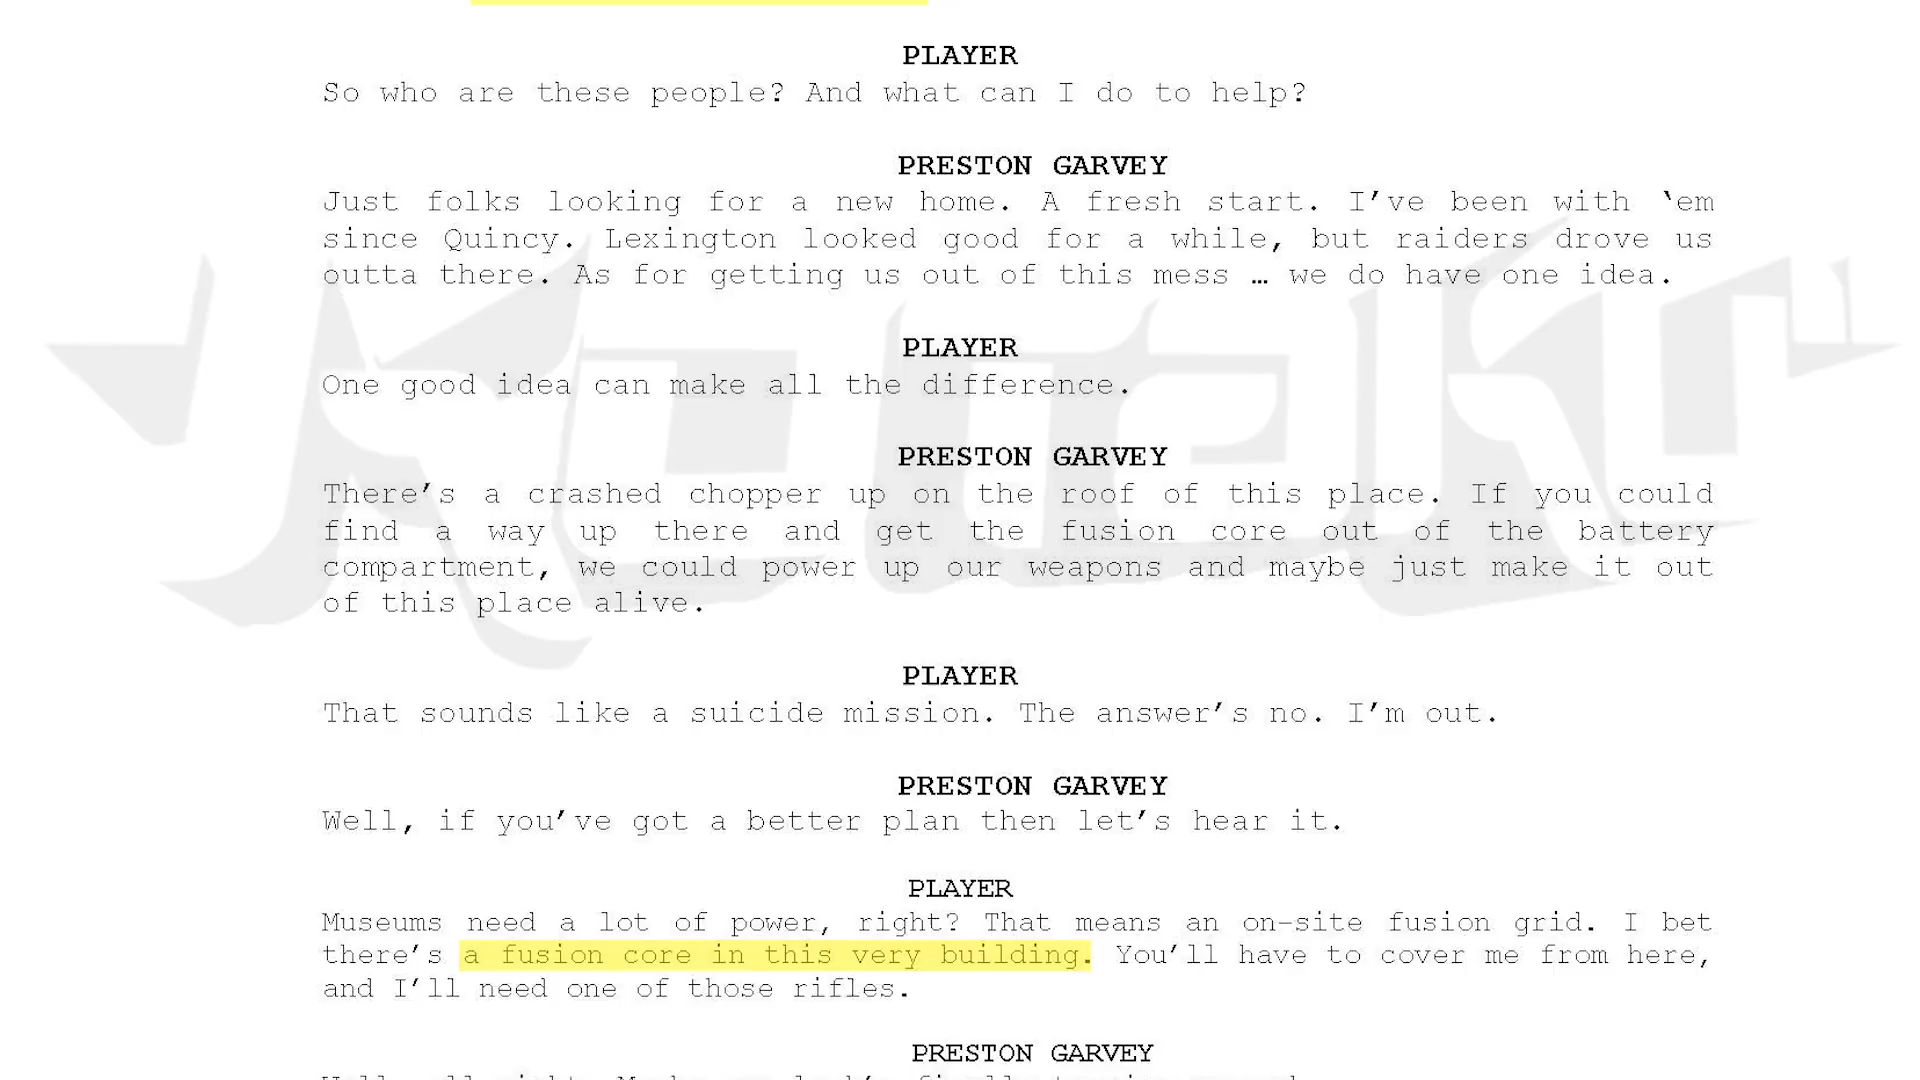 PLAYER
So who are these people? And what can I do to help?
PRESTON GARVEY
Just folks looking for a new home. A fresh start. I’ve been with ‘em
since Quincy. Lexington looked good for a while, but raiders drove us
outta there. As for getting us out of this mess … we do have one idea.
PLAYER
One good idea can make all the difference.
PRESTON GARVEY
There’s a crashed chopper up on the roof of this place. If you could
find a way up there and get the fusion core out of the battery
compartment, we could power up our weapons and maybe just make it out
of this place alive.
PLAYER
That sounds like a suicide mission. The answer’s no. I’m out.
PRESTON GARVEY
Well, if you’ve got a better plan then let’s hear it.
PLAYER
Museums need a lot of power, right? That means an on-site fusion grid. I bet
there’s a fusion core in this very building. You’ll have to cover me from here,
and I’ll need one of those rifles.
PRESTON GARVEY